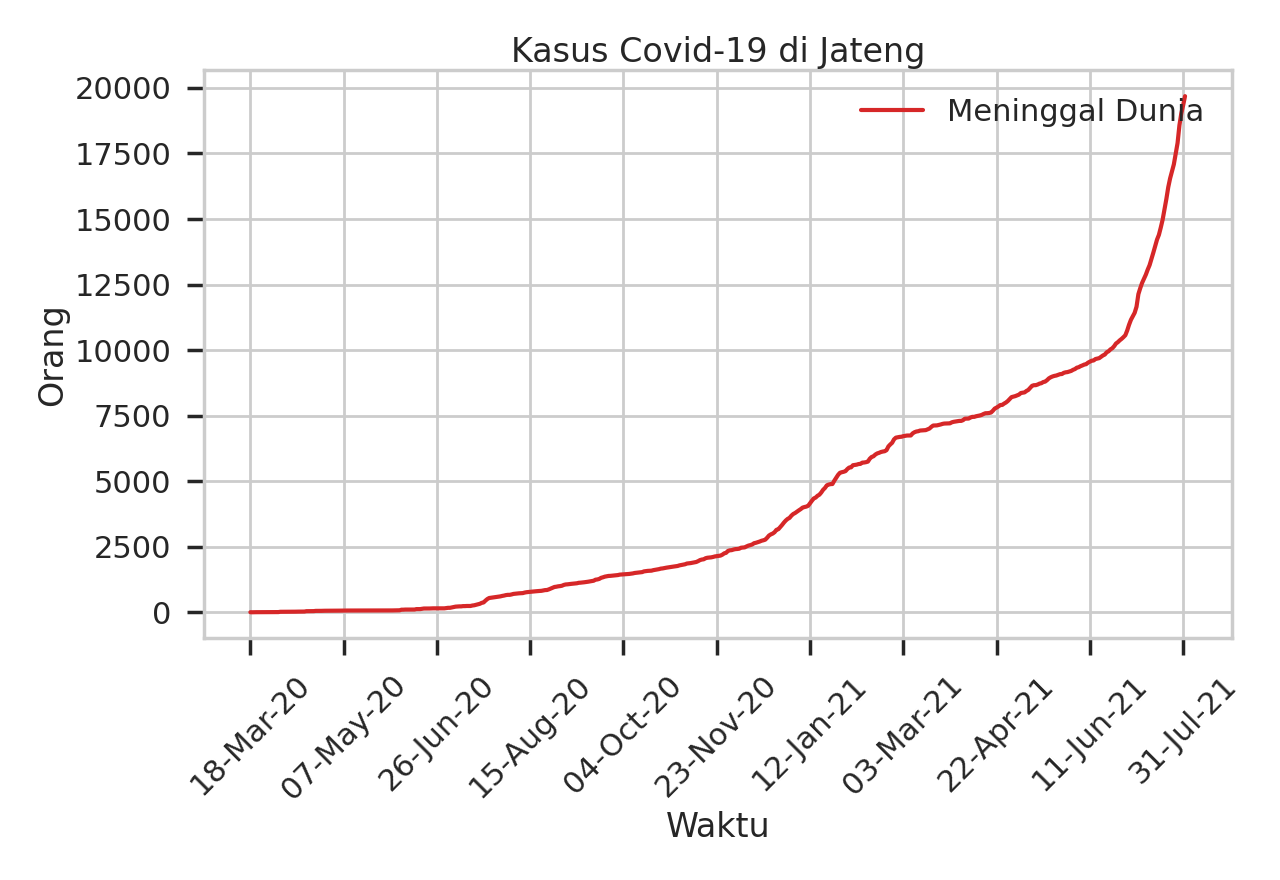 Kasus Covid-19 di Jateng
Meninggal Dunia
Orang
20000
17500
15000
12500
10000
7500
5000
2500
0
18-Mar-20
07-May-20
26-Jun-20
15-Aug-20
04-Oct-20
23-Nov-20
12-Jan-21
03-Mar-21
22-Apr-21
11-Jun-21
31-Jul-21
Waktu